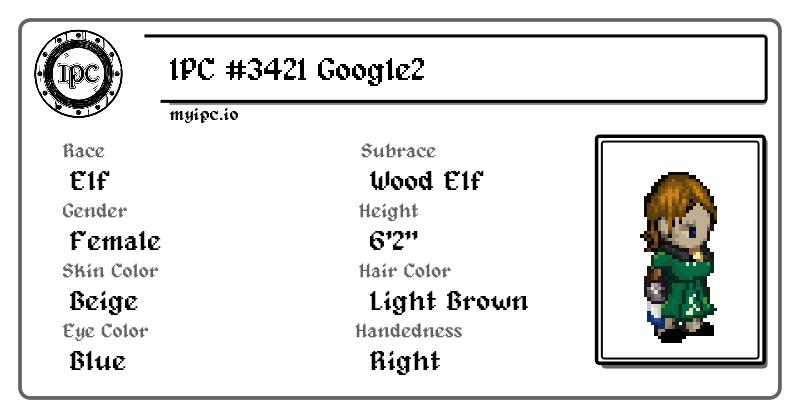 IPC
IPC #3421 Google2
myipc.io
Race
Elf
Subrace
Wood Elf
Gender
Female
Height
6'2"
Skin Color
Beige
Hair Color
Light Brown
Eye Color
Blue
Handedness
Right